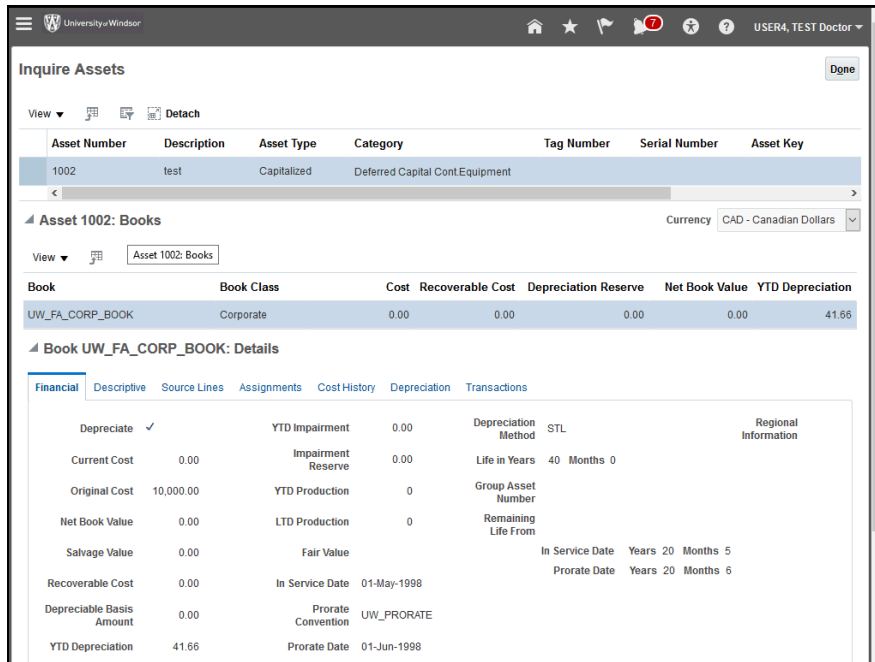 University of Windsor
7
USER4, TEST Doctor
Inquire Assets
Done
View
Detach
Asset Number Description Asset Type Category Tag Number Serial Number Asset Key
1002 test Capitalized Deferred Capital Cont.Equipment
Asset 1002: Books
Currency CAD - Canadian Dollars
View
Asset 1002: Books
Book Book Class Cost Recoverable Cost Depreciation Reserve Net Book Value YTD Depreciation
UW_FA_CORP_BOOK Corporate 0.00 0.00 0.00 0.00 41.66
Book UW_FA_CORP_BOOK: Details
Financial Descriptive Source Lines Assignments Cost History Depreciation Transactions
Depreciate YTD Impairment 0.00 Depreciation Method STL Regional Information
Current Cost 0.00 Impairment Reserve 0.00 Life in Years 40 Months 0
Original Cost 10,000.00 YTD Production 0 Group Asset Number
Net Book Value 0.00 LTD Production 0 Remaining Life From
Salvage Value 0.00 Fair Value In Service Date Years 20 Months 5
Prorate Date Years 20 Months 6
Recoverable Cost 0.00 In Service Date 01-May-1998
Depreciable Basis Amount 0.00 Prorate Convention UW_PRORATE
YTD Depreciation 41.66 Prorate Date 01-Jun-1998